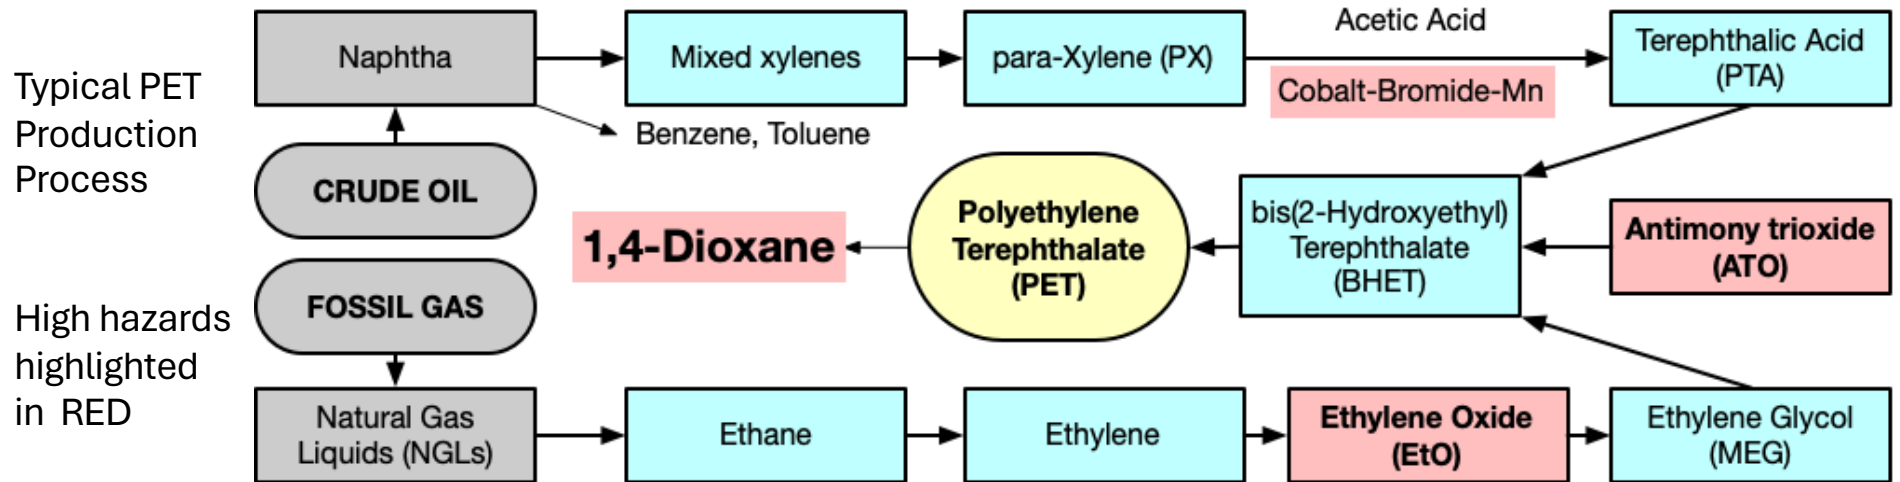 Typical PET
Production
Process
High hazards
highlighted
in RED
Naphtha
Mixed xylenes
para-Xylene (PX)
Acetic Acid
Cobalt-Bromide-Mn
Terephthalic Acid
(PTA)
Benzene, Toluene
CRUDE OIL
1,4-Dioxane
Polyethylene
Terephthalate
(PET)
bis(2-Hydroxyethyl)
Terephthalate
(BHET)
Antimony trioxide
(ATO)
FOSSIL GAS
Natural Gas
Liquids (NGLs)
Ethane
Ethylene
Ethylene Oxide
(EtO)
Ethylene Glycol
(MEG)